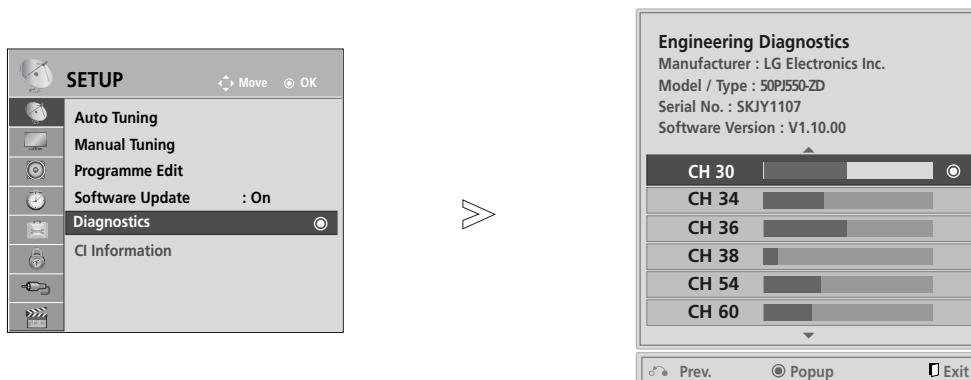 SETUP
Move OK
Auto Tuning
Manual Tuning
Programme Edit
Software Update : On
Diagnostics
CI Information
Engineering Diagnostics
Manufacturer : LG Electronics Inc.
Model / Type : 50PJ550-ZD
Serial No. : SKJY1107
Software Version : V1.10.00
CH 30
CH 34
CH 36
CH 38
CH 54
CH 60
Prev. Popup Exit